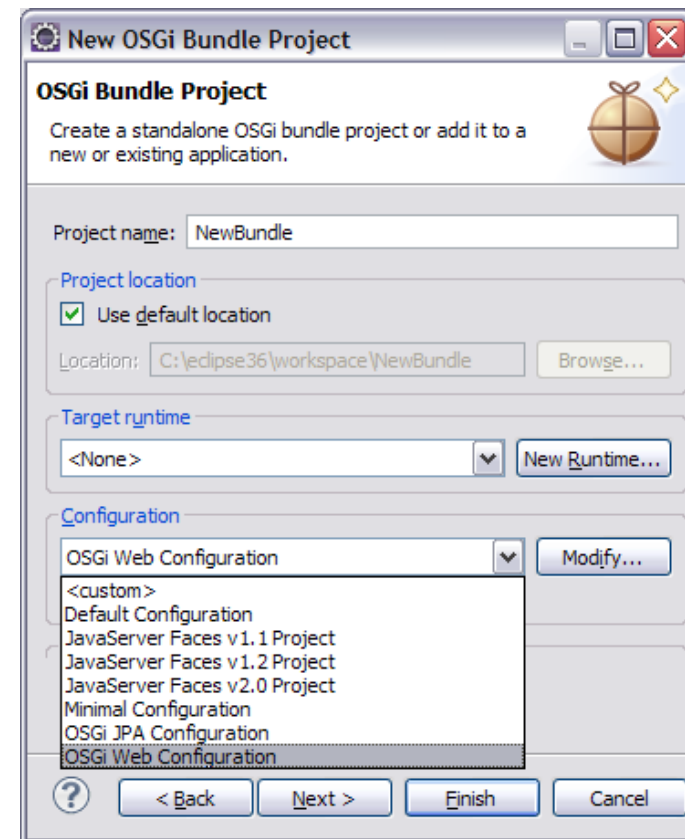 New OSGi Bundle Project
OSGi Bundle Project
Create a standalone OSGi bundle project or add it to a
new or existing application.
Project name: NewBundle
Project location
Use default location
Location: C:\eclipse36\workspace\NewBundle Browse...
Target runtime
<None> New Runtime...
Configuration
OSGi Web Configuration Modify...
<custom>
Default Configuration
JavaServer Faces v1.1 Project
JavaServer Faces v1.2 Project
JavaServer Faces v2.0 Project
Minimal Configuration
OSGi JPA Configuration
OSGi Web Configuration
? < Back Next > Finish Cancel